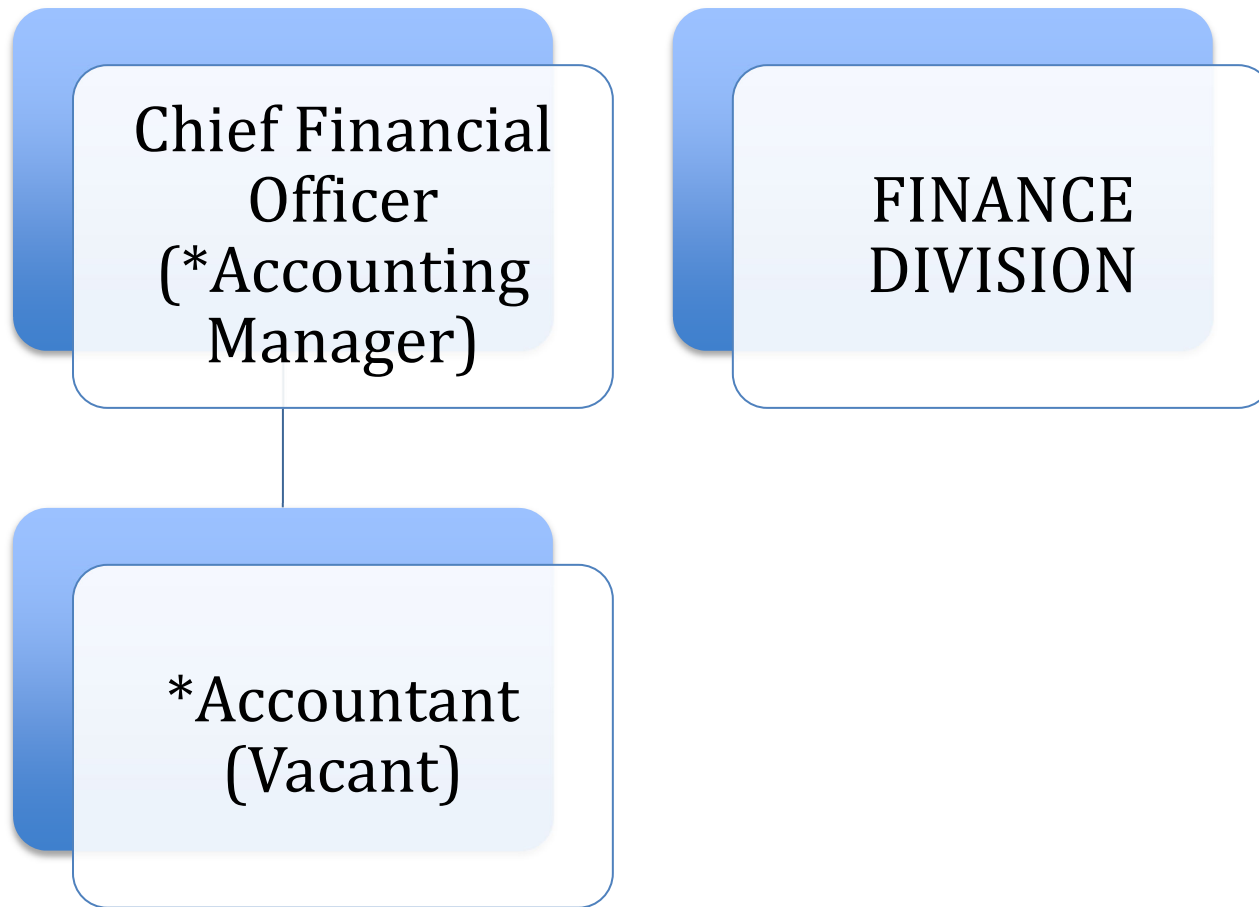 Chief Financial
Officer
(*Accounting
Manager)
FINANCE
DIVISION
*Accountant
(Vacant)